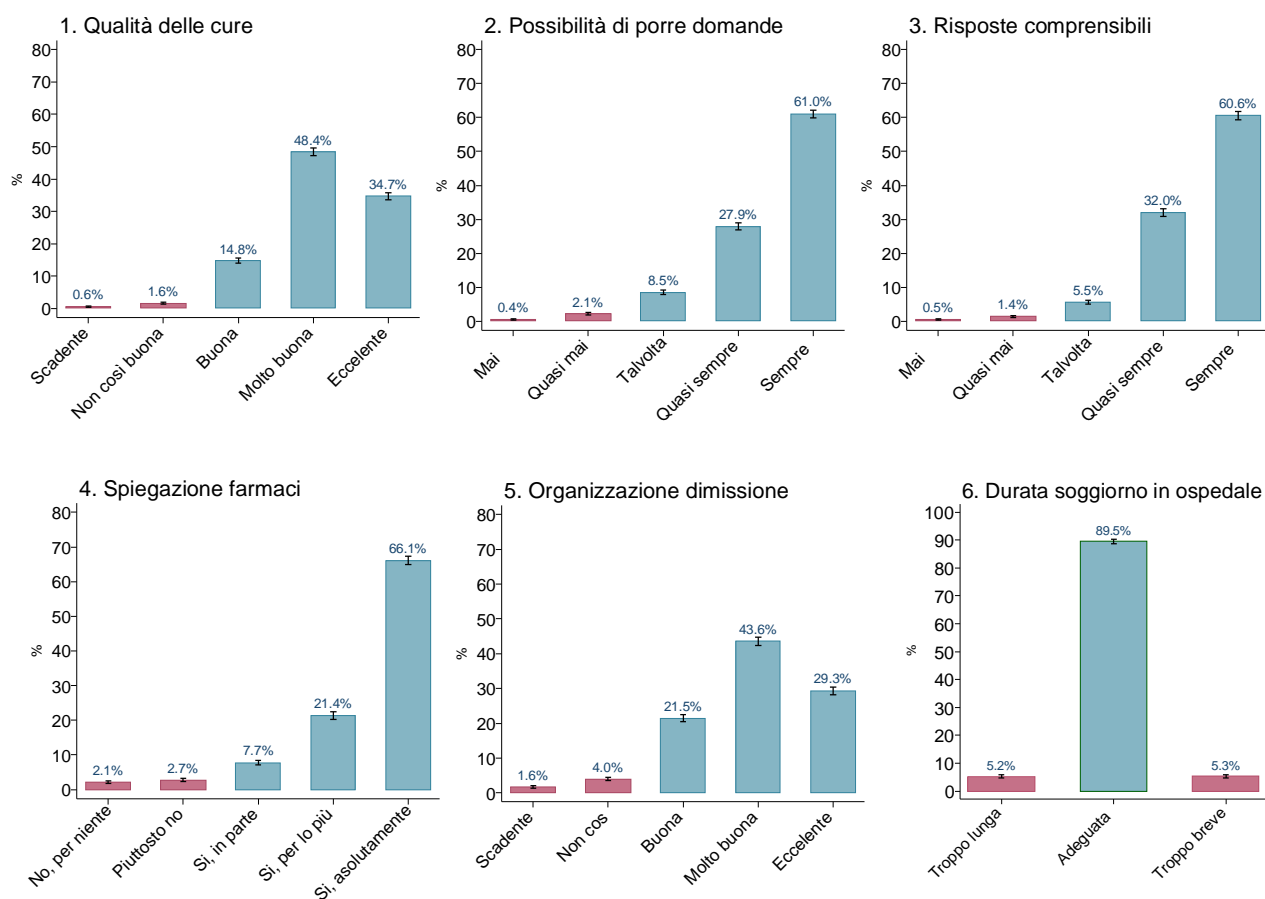 1. Qualità delle cure
80
70
60
50
40
30
20
10
0
%
0.6%
1.6%
14.8%
48.4%
34.7%
Scadente
Non così buona
Buona
Molto buona
Eccelente
2. Possibilità di porre domande
80
70
60
50
40
30
20
10
0
%
0.4%
2.1%
8.5%
27.9%
61.0%
Mai
Quasi mai
Talvolta
Quasi sempre
Sempre
3. Risposte comprensibili
80
70
60
50
40
30
20
10
0
%
0.5%
1.4%
5.5%
32.0%
60.6%
Mai
Quasi mai
Talvolta
Quasi sempre
Sempre
4. Spiegazione farmaci
80
70
60
50
40
30
20
10
0
%
2.1%
2.7%
7.7%
21.4%
66.1%
No, per niente
Piuttosto no
Si, in parte
Si, per lo più
Si, asolutamente
5. Organizzazione dimissione
80
70
60
50
40
30
20
10
0
%
1.6%
4.0%
21.5%
43.6%
29.3%
Scadente
Non cos
Buona
Molto buona
Eccelente
6. Durata soggiorno in ospedale
100
90
80
70
60
50
40
30
20
10
0
%
5.2%
89.5%
5.3%
Troppo lunga
Adeguata
Troppo breve